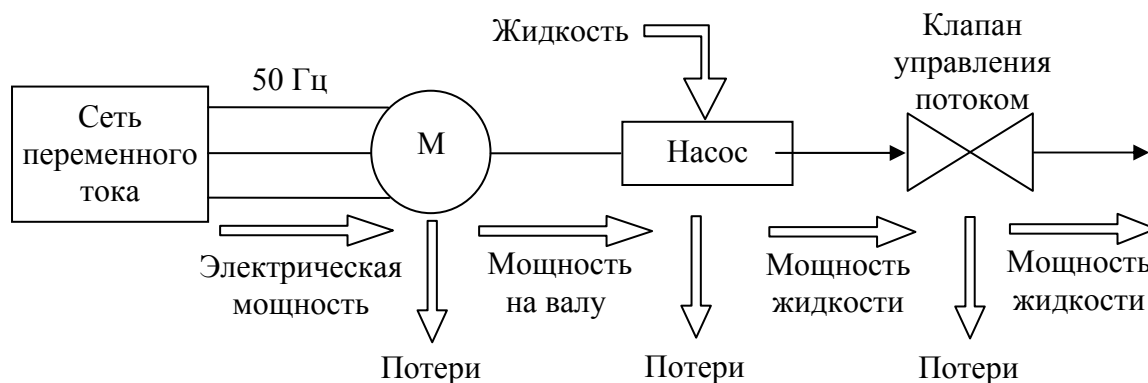 Жидкость
Клапан
управления
потоком
50 Гц
Сеть
переменного
тока
М
Насос
Электрическая
мощность
Мощность
на валу
Мощность
жидкости
Мощность
жидкости
Потери
Потери
Потери